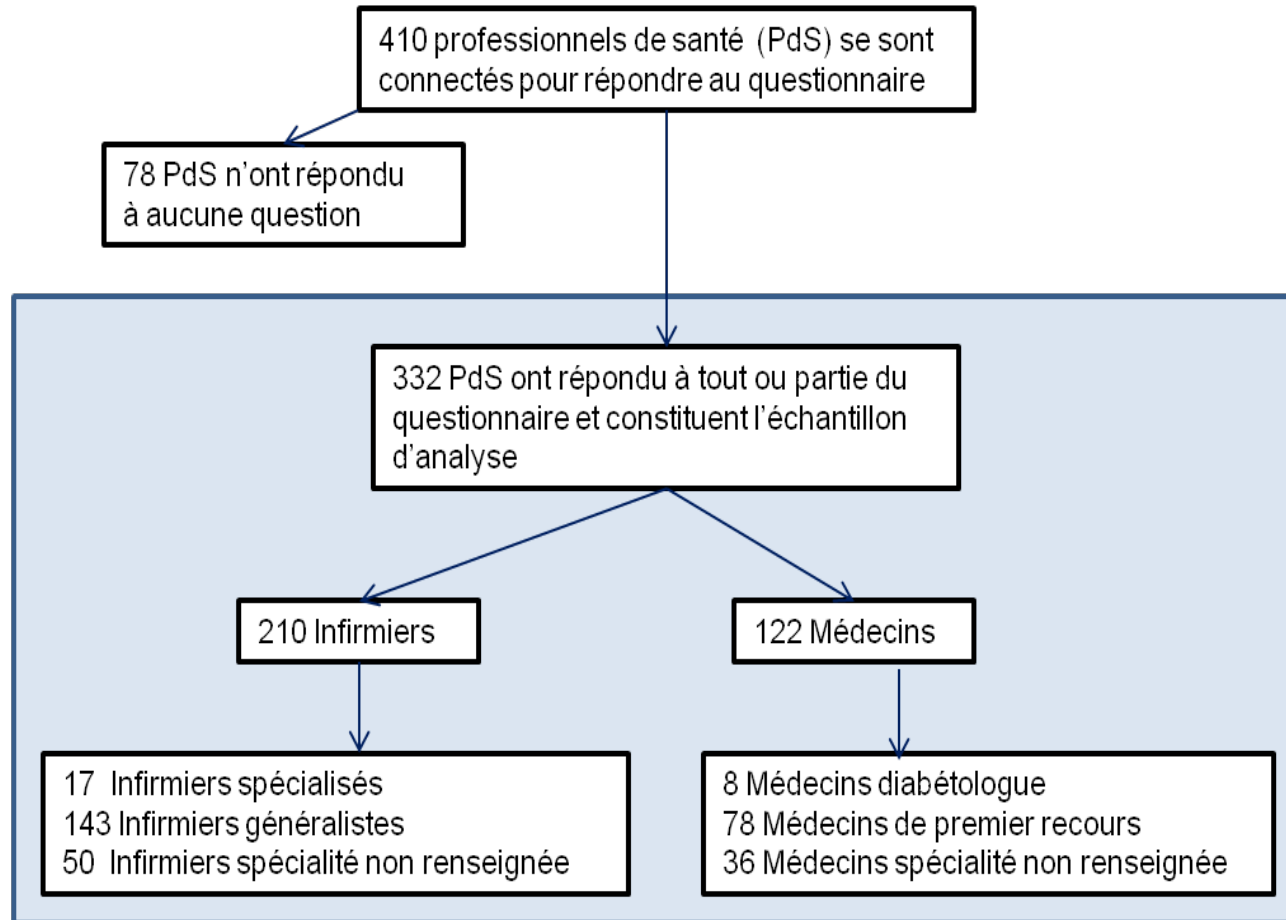 410 professionnels de santé (PdS) se sont
connectés pour répondre au questionnaire
78 PdS n'ont répondu
à aucune question
332 PdS ont répondu à tout ou partie du
questionnaire et constituent l'échantillon
d'analyse
210 Infirmiers
122 Médecins
17 Infirmiers spécialisés
143 Infirmiers généralistes
50 Infirmiers spécialité non renseignée
8 Médecins diabétologue
78 Médecins de premier recours
36 Médecins spécialité non renseignée